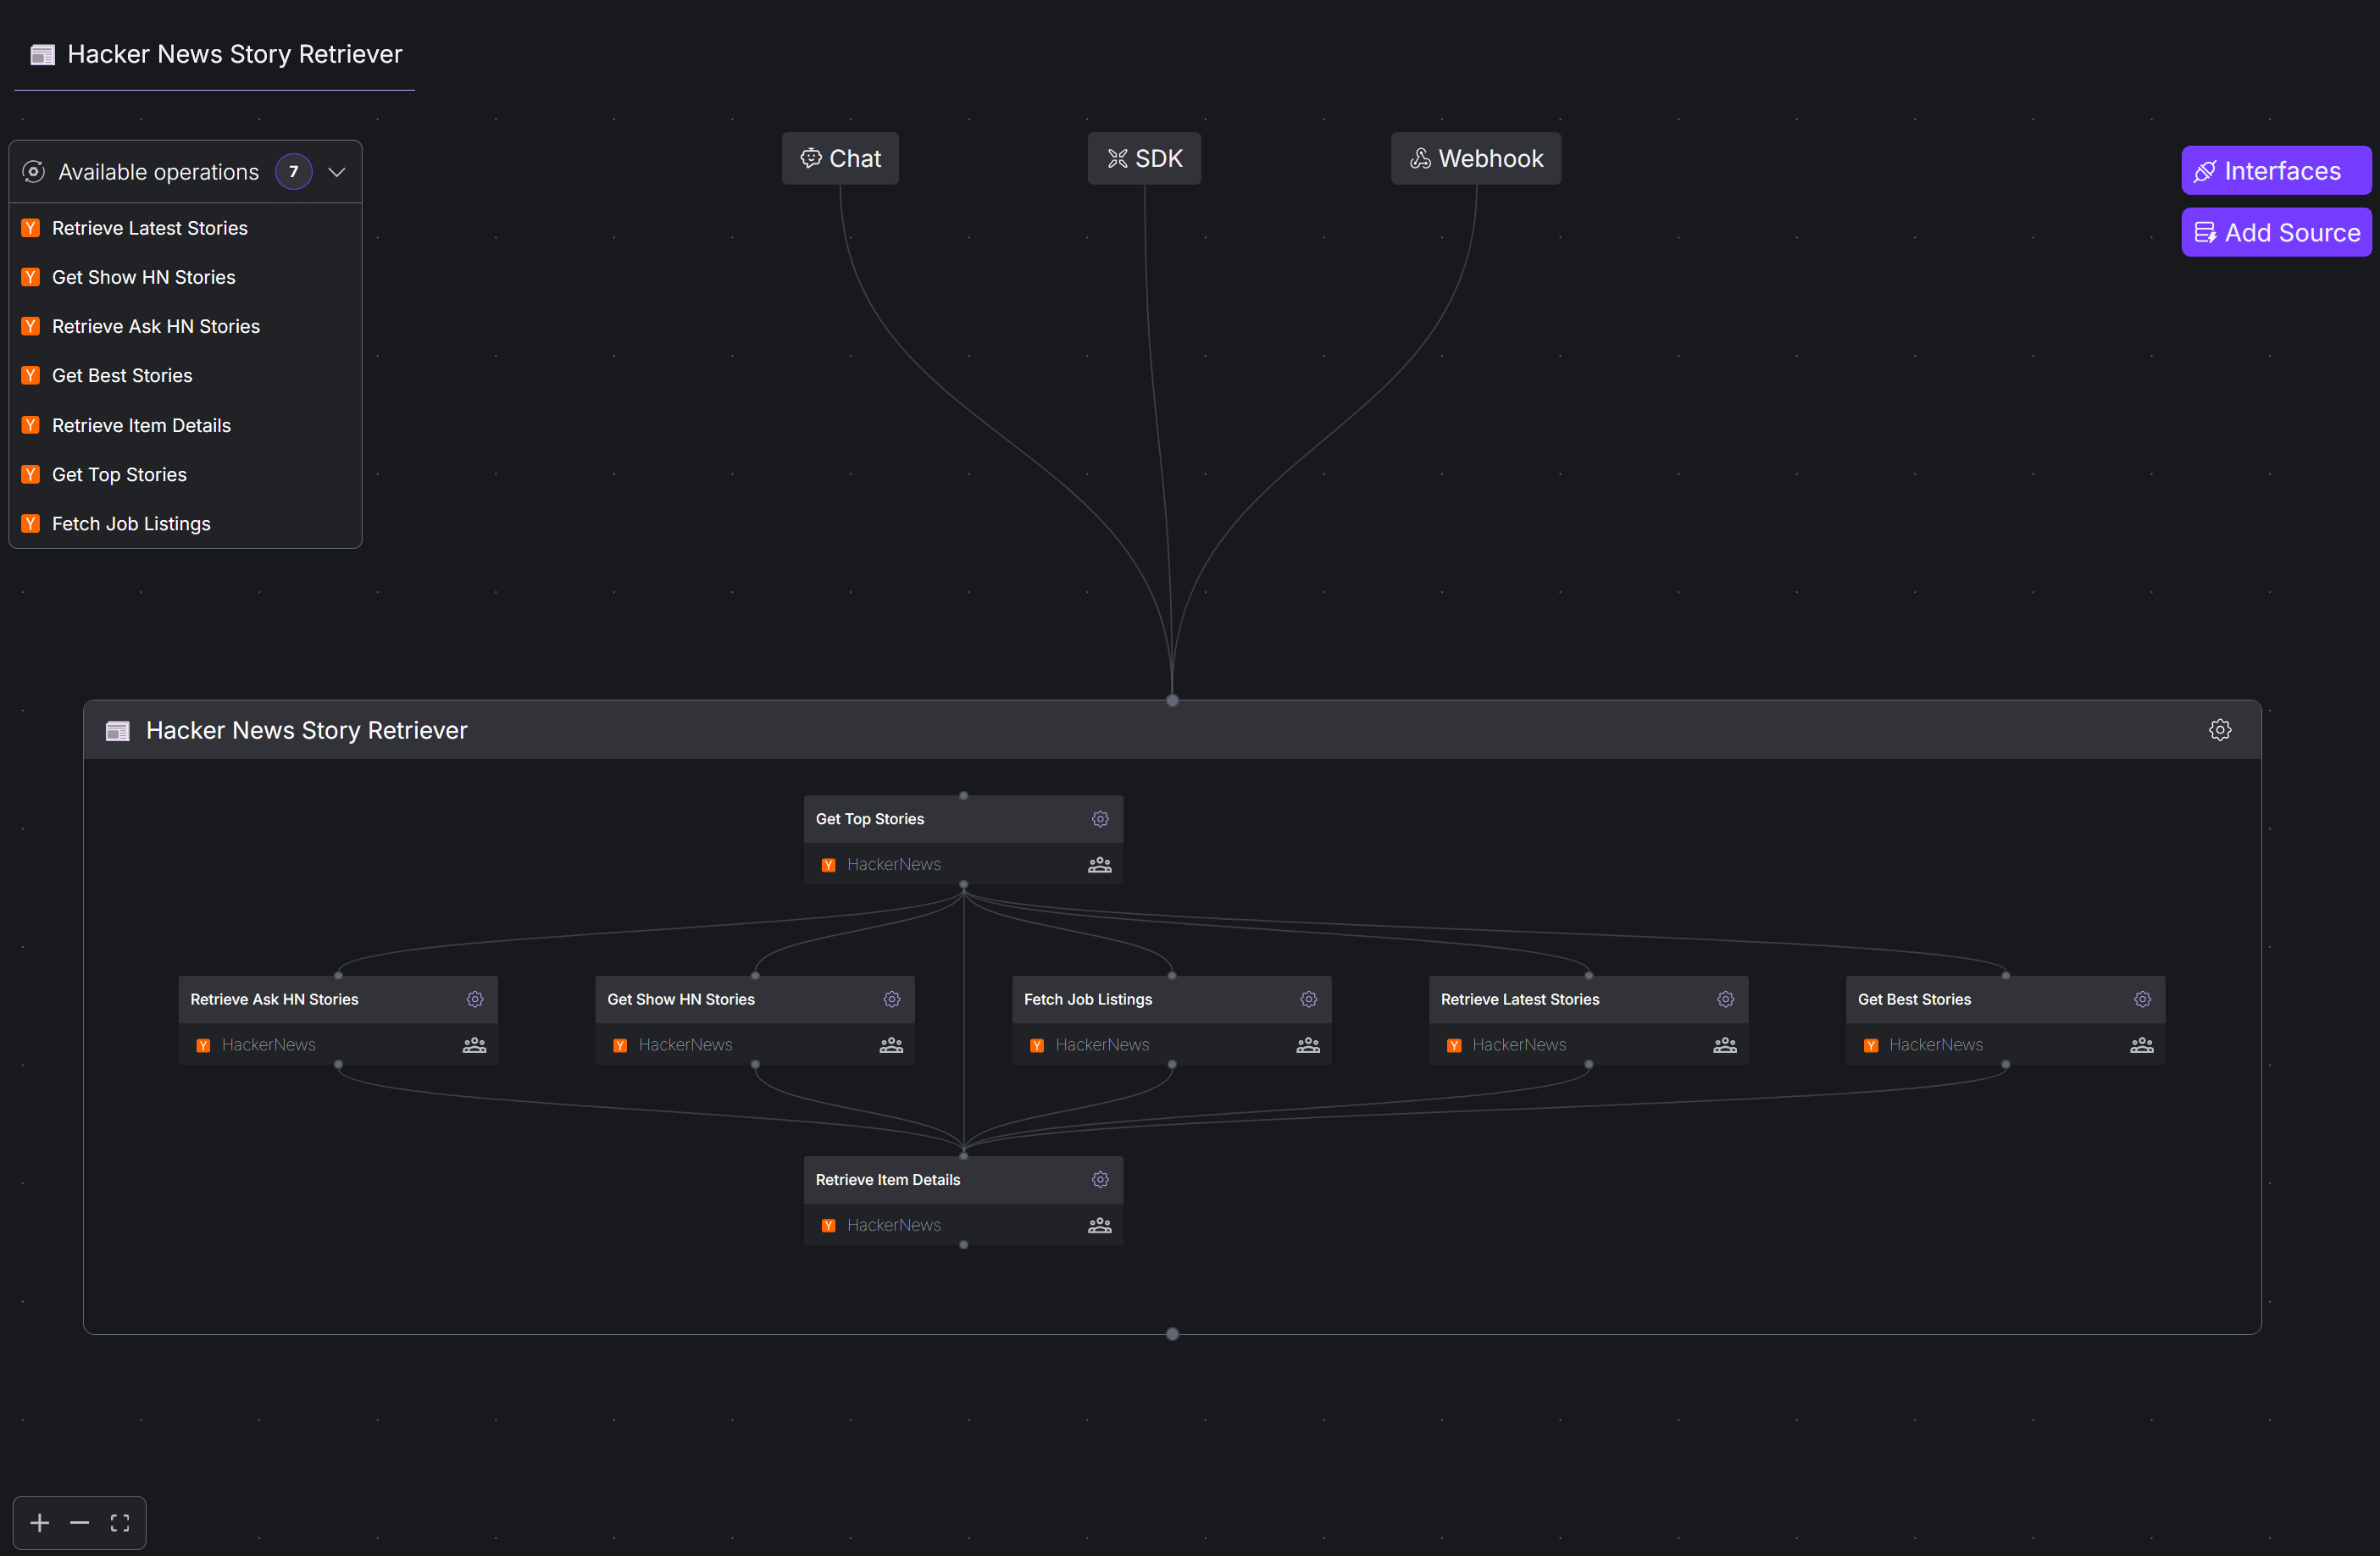 Hacker News Story Retriever
Available operations 7
Y Retrieve Latest Stories
Y Get Show HN Stories
Y Retrieve Ask HN Stories
Y Get Best Stories
Y Retrieve Item Details
Y Get Top Stories
Y Fetch Job Listings
Chat
SDK
Webhook
Interfaces
Add Source
Hacker News Story Retriever
Get Top Stories
Y HackerNews
Retrieve Ask HN Stories
Y HackerNews
Get Show HN Stories
Y HackerNews
Fetch Job Listings
Y HackerNews
Retrieve Latest Stories
Y HackerNews
Get Best Stories
Y HackerNews
Retrieve Item Details
Y HackerNews